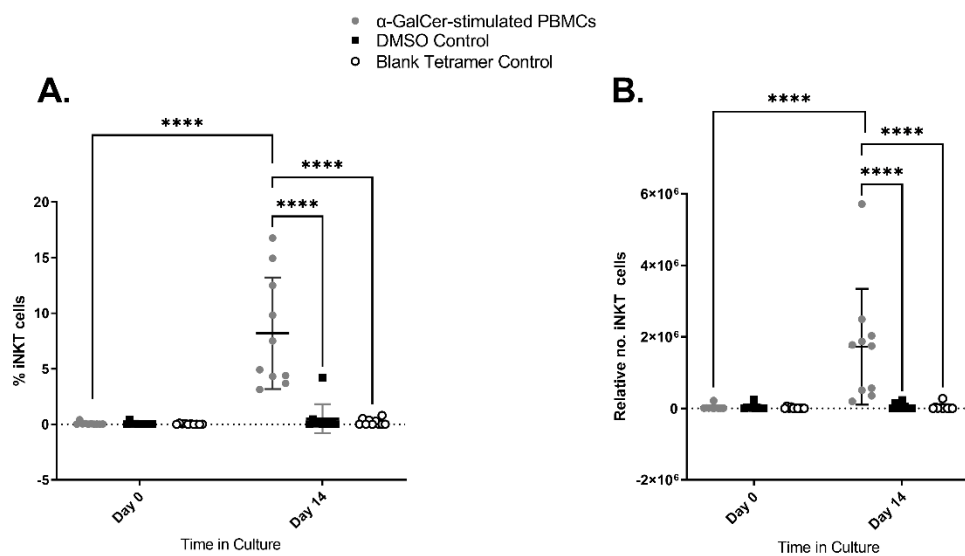 α-GalCer-stimulated PBMCs
DMSO Control
Blank Tetramer Control
A.
****
****
****
20
15
10
5
0
-5
% iNKT cells
Day 0
Day 14
Time in Culture
B.
****
****
****
6×10⁶
4×10⁶
2×10⁶
0
-2×10⁶
Relative no. iNKT cells
Day 0
Day 14
Time in Culture